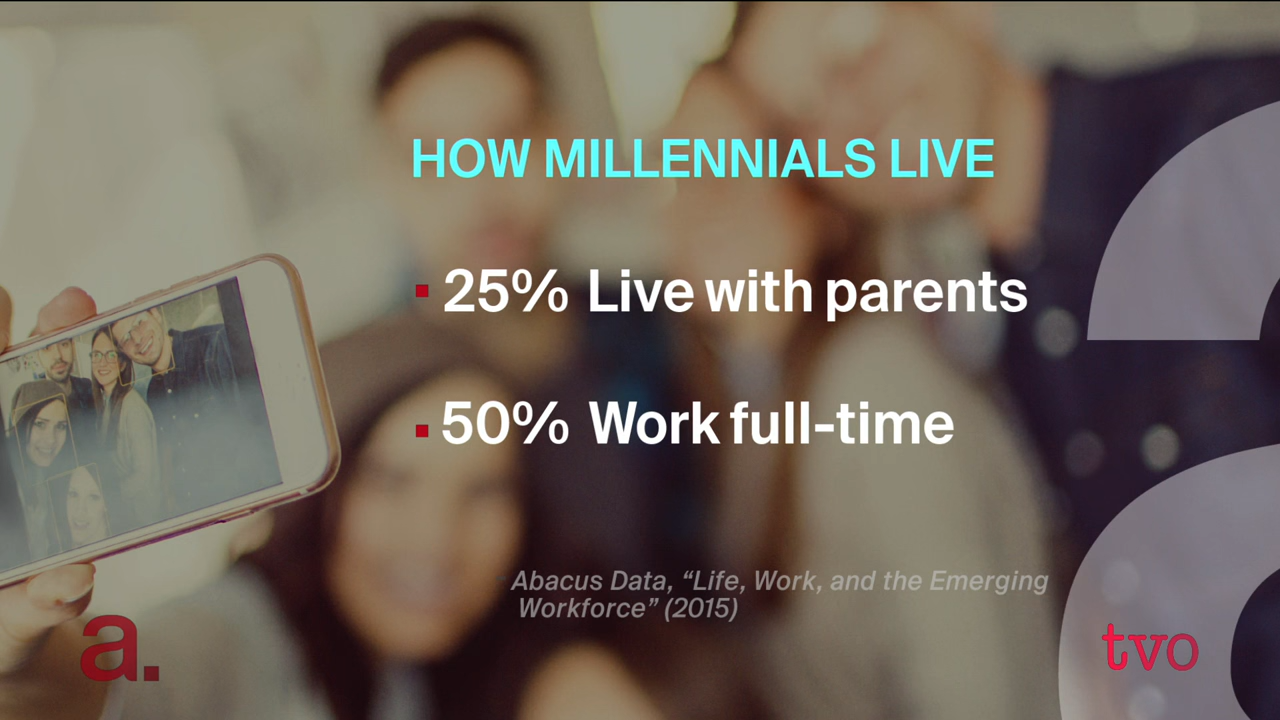 HOW MILLENNIALS LIVE
25% Live with parents
50% Work full-time
Abacus Data, “Life, Work, and the Emerging
Workforce” (2015)
a.
tvo